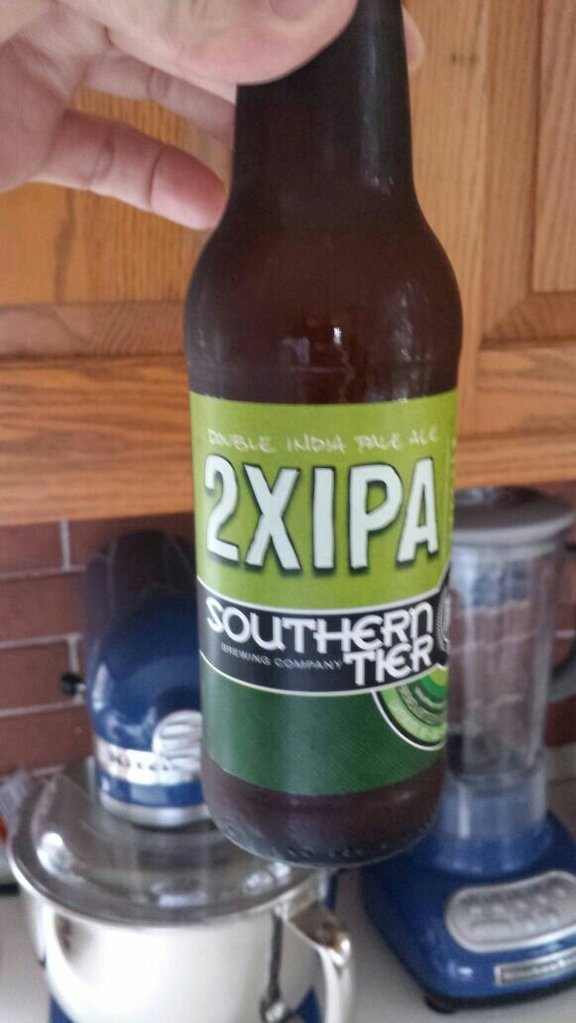 DOUBLE INDIA PALE ALE
2XIPA
SOUTHERN
TIER
BREWING COMPANY